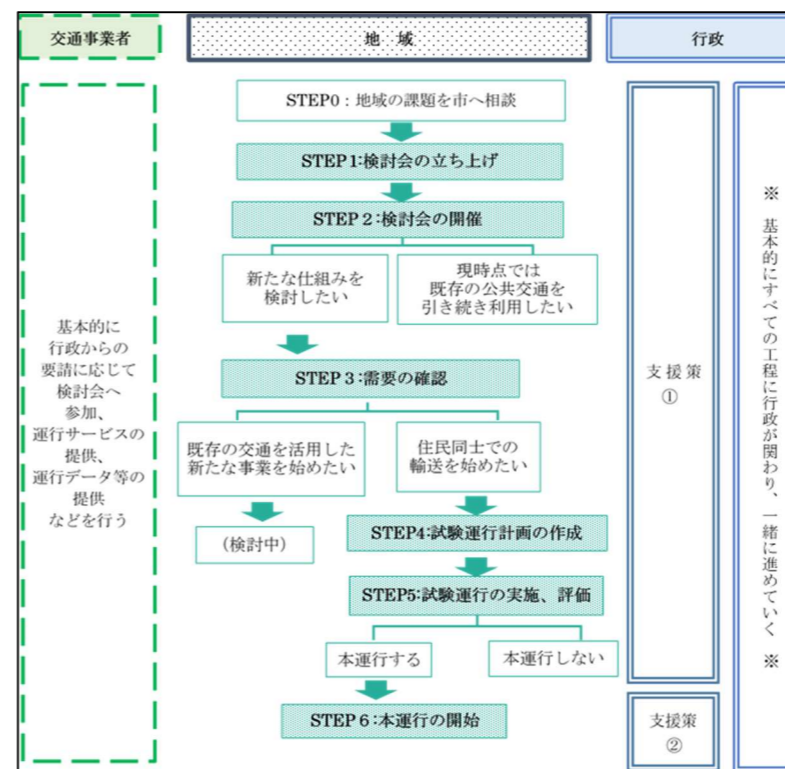 交通事業者
地 域
行政
STEP0：地域の課題を市へ相談
STEP1:検討会の立ち上げ
STEP２:検討会の開催
新たな仕組みを
検討したい
現時点では
既存の公共交通を
引き続き利用したい
STEP３:需要の確認
既存の交通を活用した
新たな事業を始めたい
住民同士での
輸送を始めたい
(検討中)
STEP4:試験運行計画の作成
STEP5:試験運行の実施、評価
本運行する
本運行しない
STEP６:本運行の開始
基本的に
行政からの
要請に応じて
検討会へ
参加、
運行サービスの
提供、
運行データ等の
提供
などを行う
支援策
①
支援策
②
※ 基本的にすべての工程に行政が関わり、一緒に進めていく ※